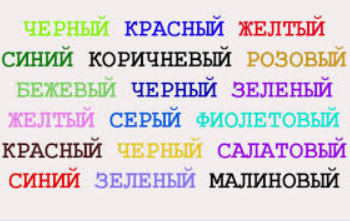 ЧЕРНЫЙ КРАСНЫЙ ЖЕЛТЫЙ
СИНИЙ КОРИЧНЕВЫЙ РОЗОВЫЙ
БЕЖЕВЫЙ ЧЕРНЫЙ ЗЕЛЕНЫЙ
ЖЕЛТЫЙ СЕРЫЙ ФИОЛЕТОВЫЙ
КРАСНЫЙ ЧЕРНЫЙ САЛАТОВЫЙ
СИНИЙ ЗЕЛЕНЫЙ МАЛИНОВЫЙ